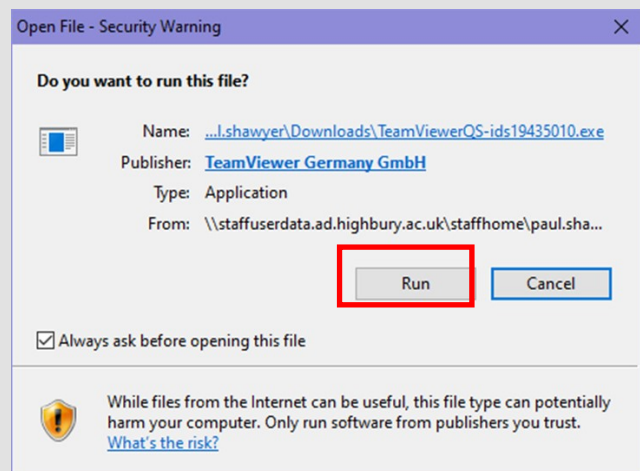 Open File - Security Warning
Do you want to run this file?
Name: ...l.shawyer\Downloads\TeamViewerQS-ids19435010.exe
Publisher: TeamViewer Germany GmbH
Type: Application
From: \\staffuserdata.ad.highbury.ac.uk\staffhome\paul.sha...
Run Cancel
Always ask before opening this file
While files from the Internet can be useful, this file type can potentially
harm your computer. Only run software from publishers you trust.
What's the risk?